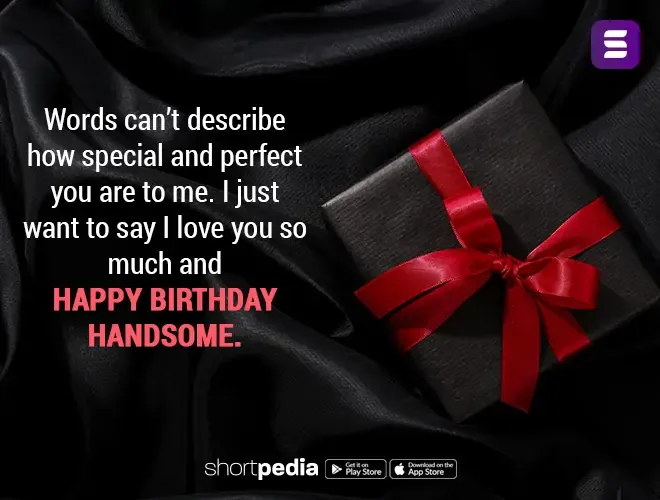 Words can’t describe
how special and perfect
you are to me. I just
want to say I love you so
much and
HAPPY BIRTHDAY
HANDSOME.
shortpedia
Get it on
Play Store
Download on the
App Store